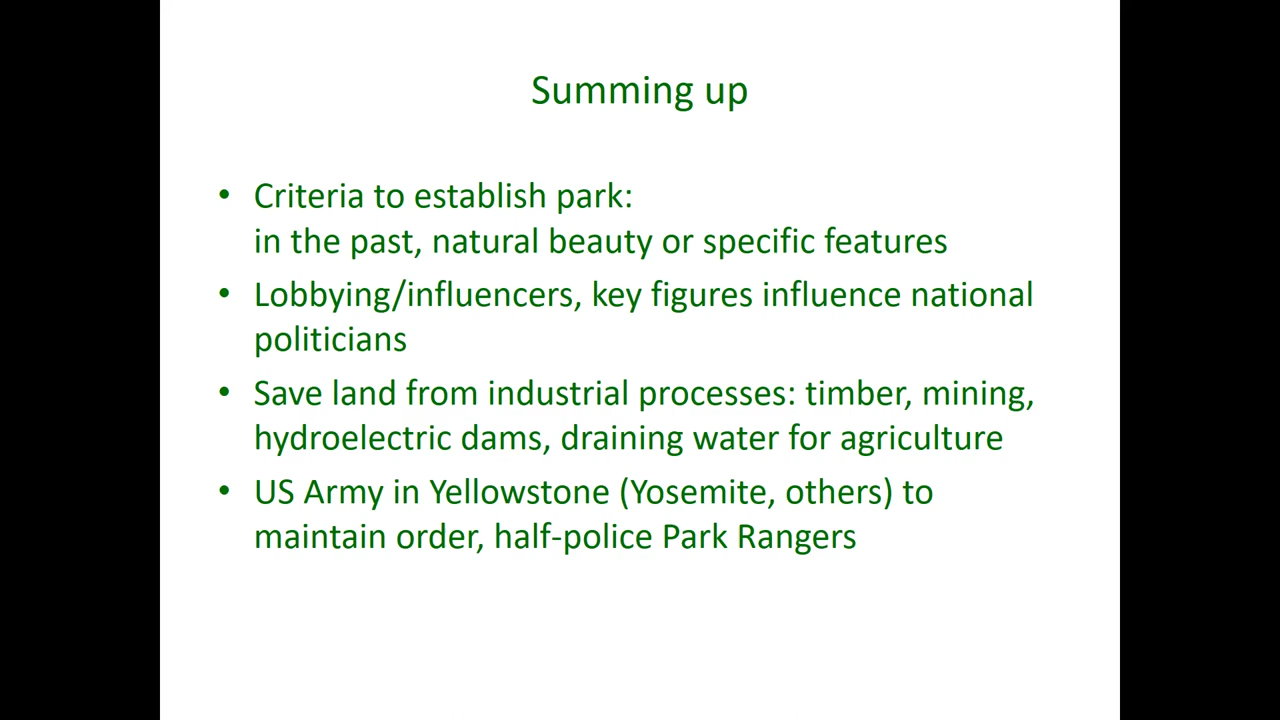 Summing up
• Criteria to establish park:
in the past, natural beauty or specific features
• Lobbying/influencers, key figures influence national
politicians
• Save land from industrial processes: timber, mining,
hydroelectric dams, draining water for agriculture
• US Army in Yellowstone (Yosemite, others) to
maintain order, half-police Park Rangers